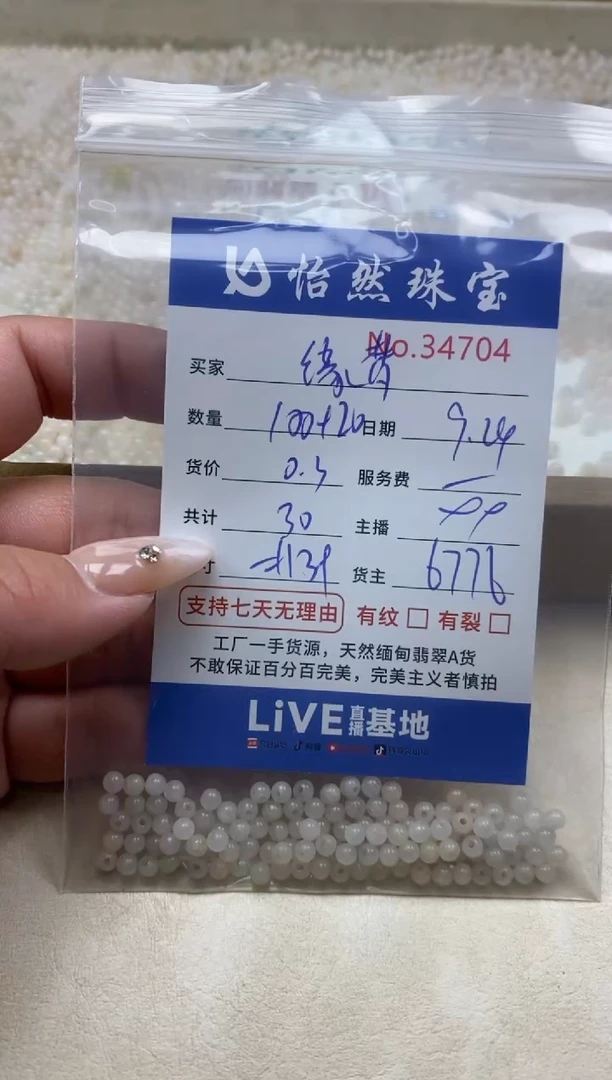 怡然珠宝
No.34704
买家 缘
数量 100+20 日期 9.24
货价 0.3 服务费 —
共计 30 主播
寸 货主 6776
支持七天无理由 有纹 □ 有裂 □
工厂一手货源，天然缅甸翡翠A货
不敢保证百分百完美，完美主义者慎拍
LiVE直播基地